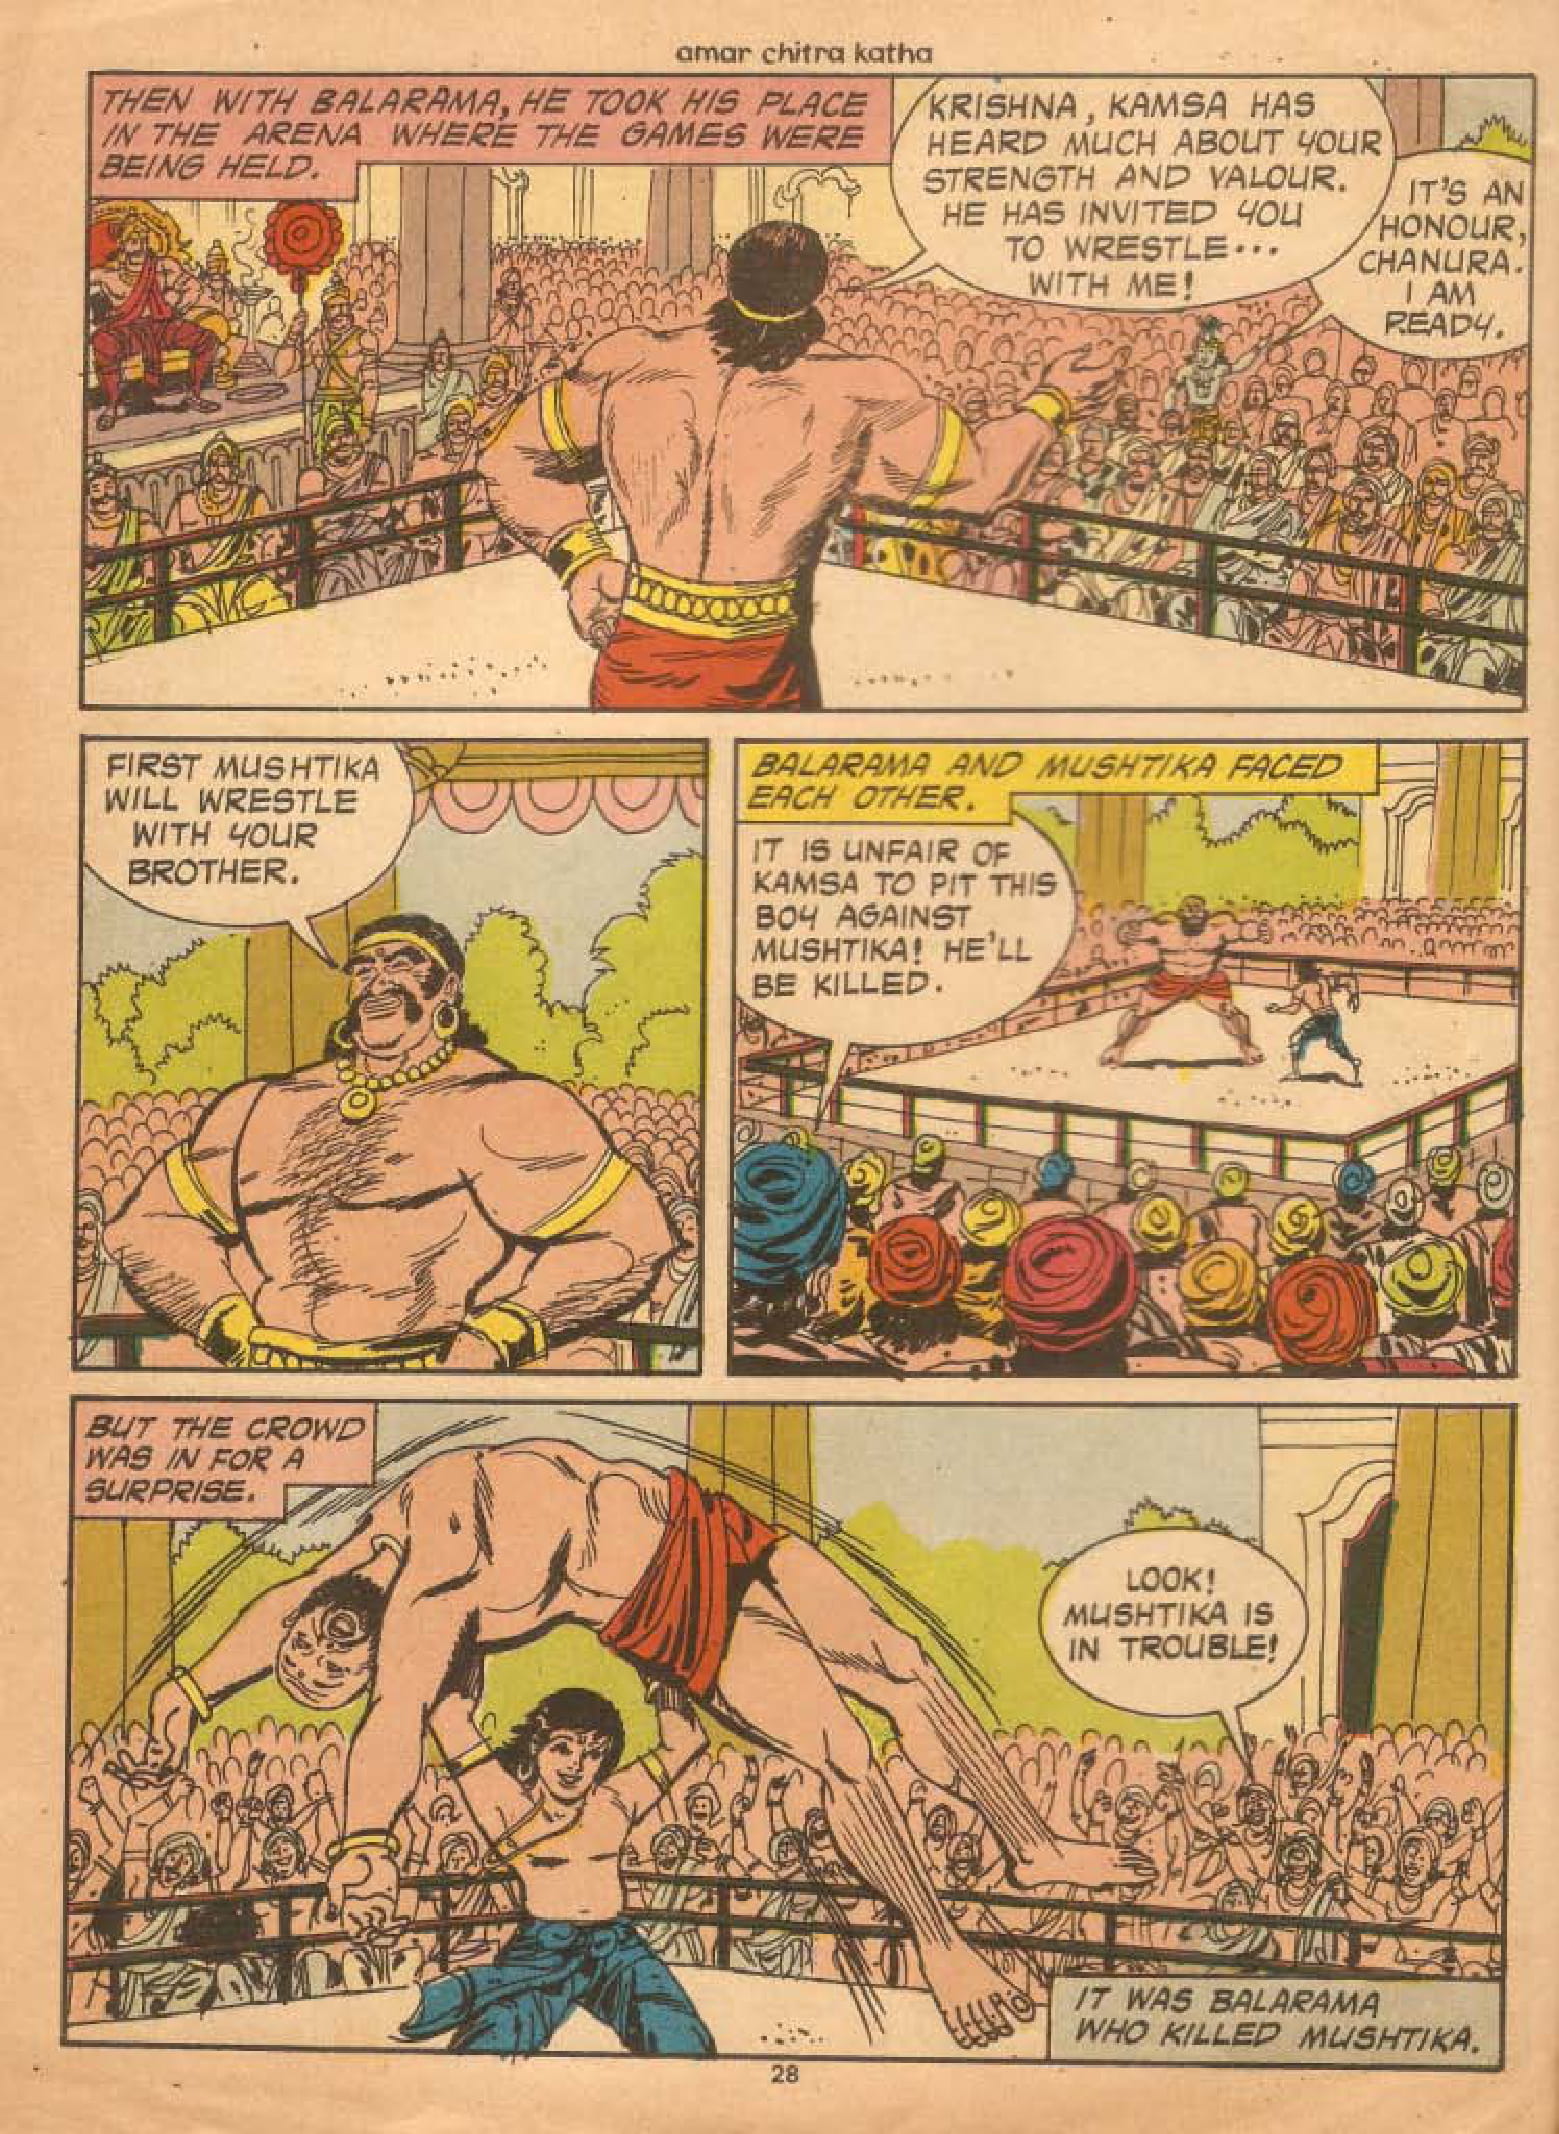 amar chitra katha
THEN WITH BALARAMA, HE TOOK HIS PLACE
IN THE ARENA WHERE THE GAMES WERE
BEING HELD.
KRISHNA, KAMSA HAS
HEARD MUCH ABOUT YOUR
STRENGTH AND VALOUR.
HE HAS INVITED YOU
TO WRESTLE...
WITH ME!
IT'S AN
HONOUR,
CHANURA.
I AM
READY.
FIRST MUSHTIKA
WILL WRESTLE
WITH YOUR
BROTHER.
BALARAMA AND MUSHTIKA FACED
EACH OTHER.
IT IS UNFAIR OF
KAMSA TO PIT THIS
BOY AGAINST
MUSHTIKA! HE'LL
BE KILLED.
BUT THE CROWD
WAS IN FOR A
SURPRISE.
LOOK!
MUSHTIKA IS
IN TROUBLE!
IT WAS BALARAMA
WHO KILLED MUSHTIKA.
28